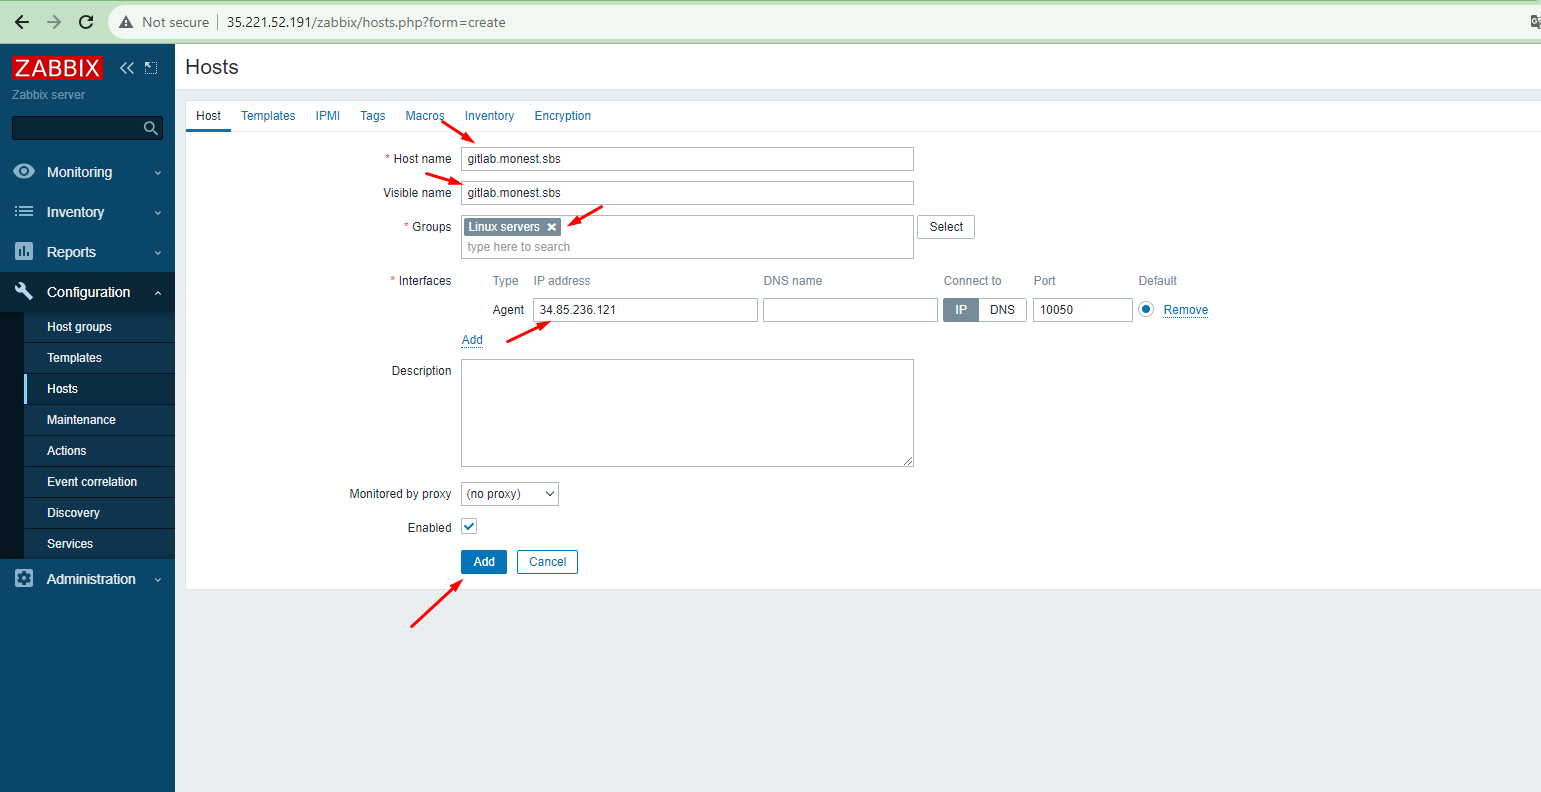 Not secure 35.221.52.191/zabbix/hosts.php?form=create
ZABBIX
Zabbix server
Monitoring
Inventory
Reports
Configuration
Host groups
Templates
Hosts
Maintenance
Actions
Event correlation
Discovery
Services
Administration
Hosts
Host Templates IPMI Tags Macros Inventory Encryption
* Host name gitlab.monest.sbs
Visible name gitlab.monest.sbs
* Groups Linux servers Select
type here to search
* Interfaces Type IP address DNS name Connect to Port Default
Agent 34.85.236.121 IP DNS 10050 Remove
Add
Description
Monitored by proxy (no proxy)
Enabled
Add Cancel